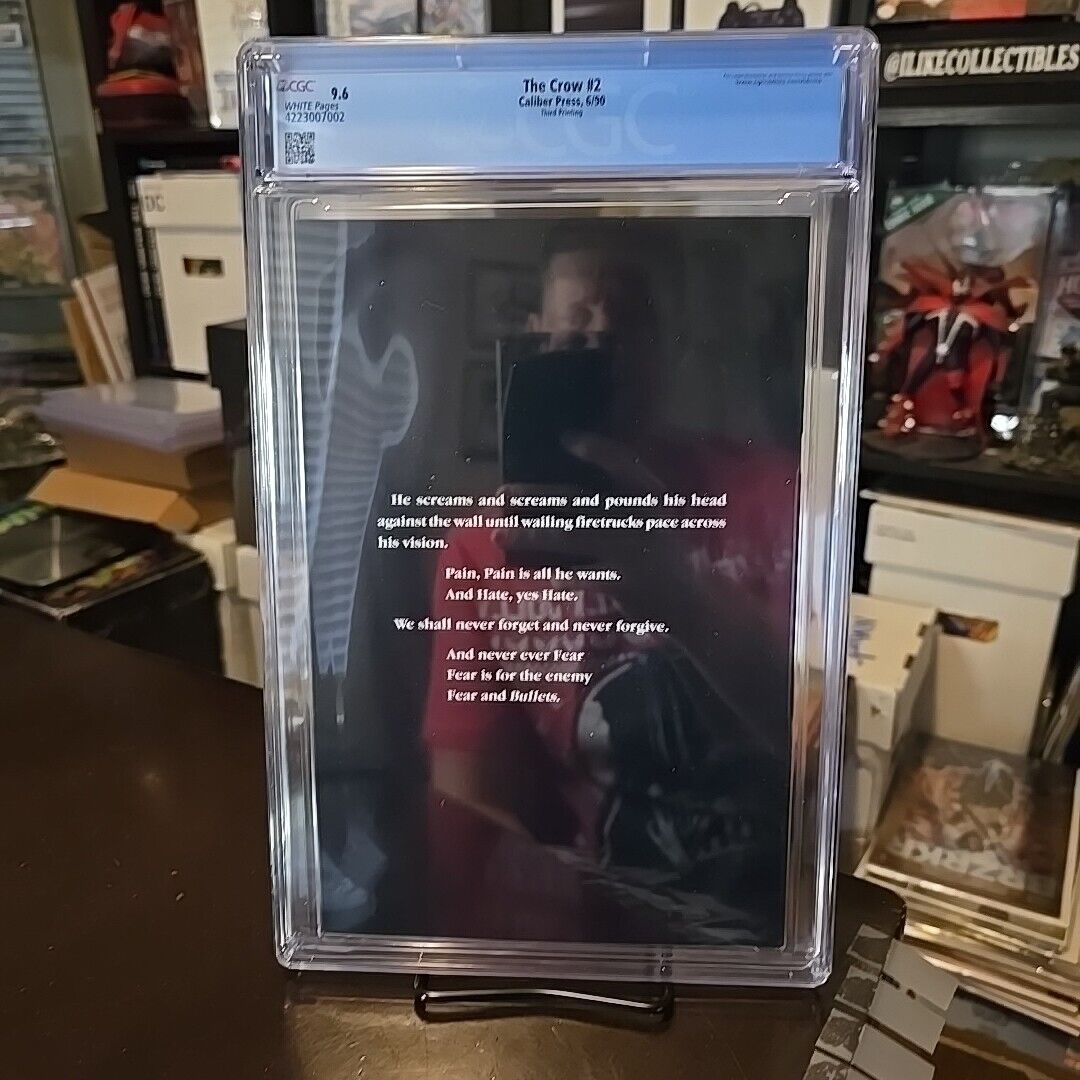 CGC 9.6
WHITE Pages
4223007002
The Crow #2
Caliber Press, 6/90
Third Printing
CGC
@ILIKECOLLECTIBLES
DC
He screams and screams and pounds his head
against the wall until wailing firetrucks pace across
his vision.
Pain, Pain is all he wants.
And Hate, yes Hate.
We shall never forget and never forgive.
And never ever Fear
Fear is for the enemy
Fear and Bullets.